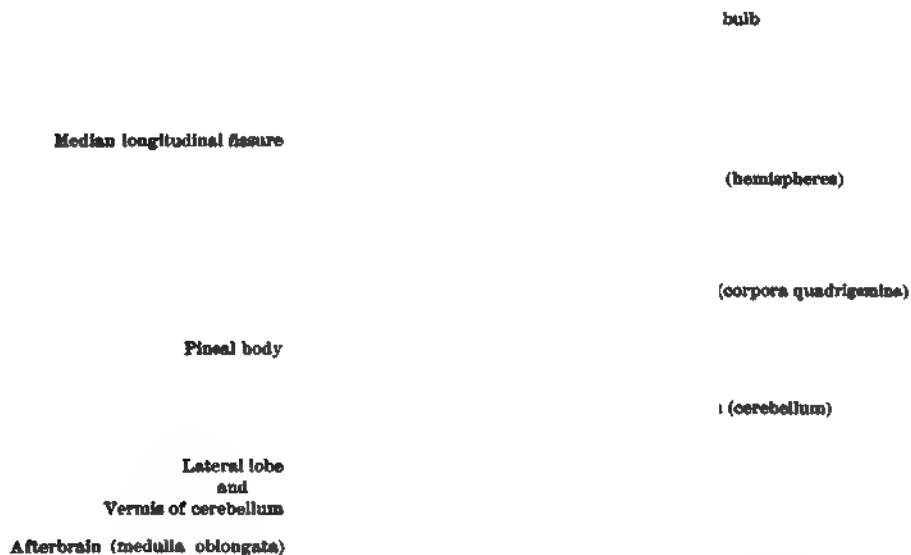 bulb
Median longitudinal fissure
(hemispheres)
(corpora quadrigemina)
Pineal body
(cerebellum)
Lateral lobe
and
Vermis of cerebellum
Afterbrain (medulla oblongata)